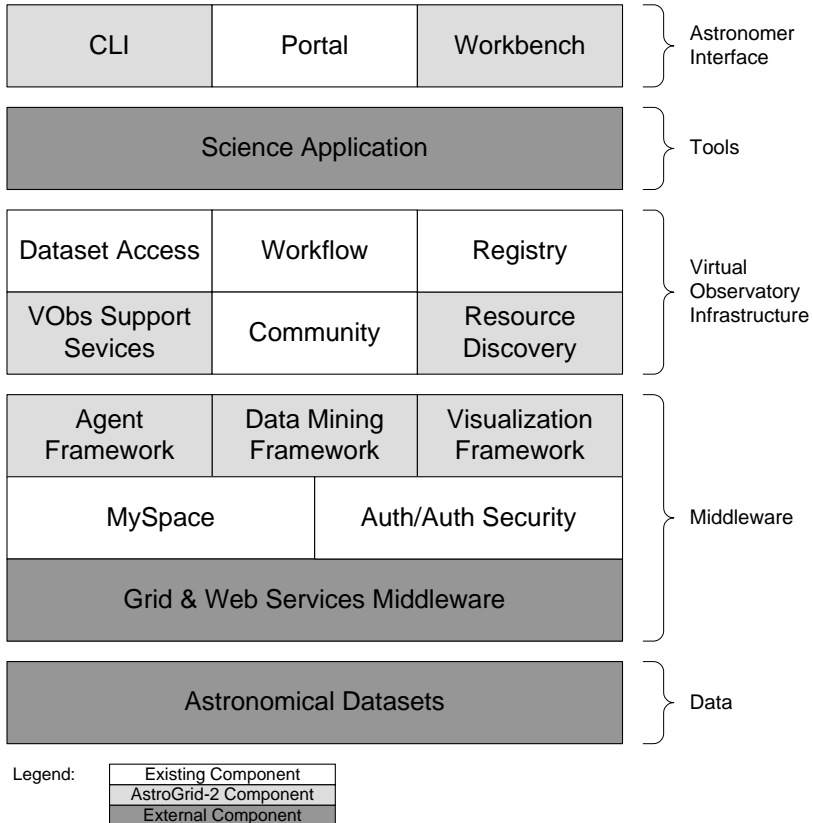 CLI
Portal
Workbench
Astronomer
Interface
Science Application
Tools
Dataset Access
Workflow
Registry
VObs Support
Sevices
Community
Resource
Discovery
Virtual
Observatory
Infrastructure
Agent
Framework
Data Mining
Framework
Visualization
Framework
MySpace
Auth/Auth Security
Grid & Web Services Middleware
Middleware
Astronomical Datasets
Data
Legend:
Existing Component
AstroGrid-2 Component
External Component